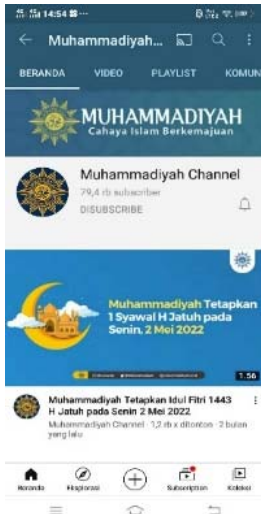 14:54
Muhammadiyah...
BERANDA VIDEO PLAYLIST KOMUN
MUHAMMADIYAH
Cahaya Islam Berkemajuan
Muhammadiyah Channel
79,4 rb subscriber
DISUBSCRIBE
Muhammadiyah Tetapkan
1 Syawal H Jatuh pada
Senin, 2 Mei 2022
1:56
Muhammadiyah Tetapkan Idul Fitri 1443
H Jatuh pada Senin 2 Mei 2022
Muhammadiyah Channel · 1,2 rb x ditonton · 2 bulan
yang lalu
Beranda Eksplorasi Subscription Koleksi